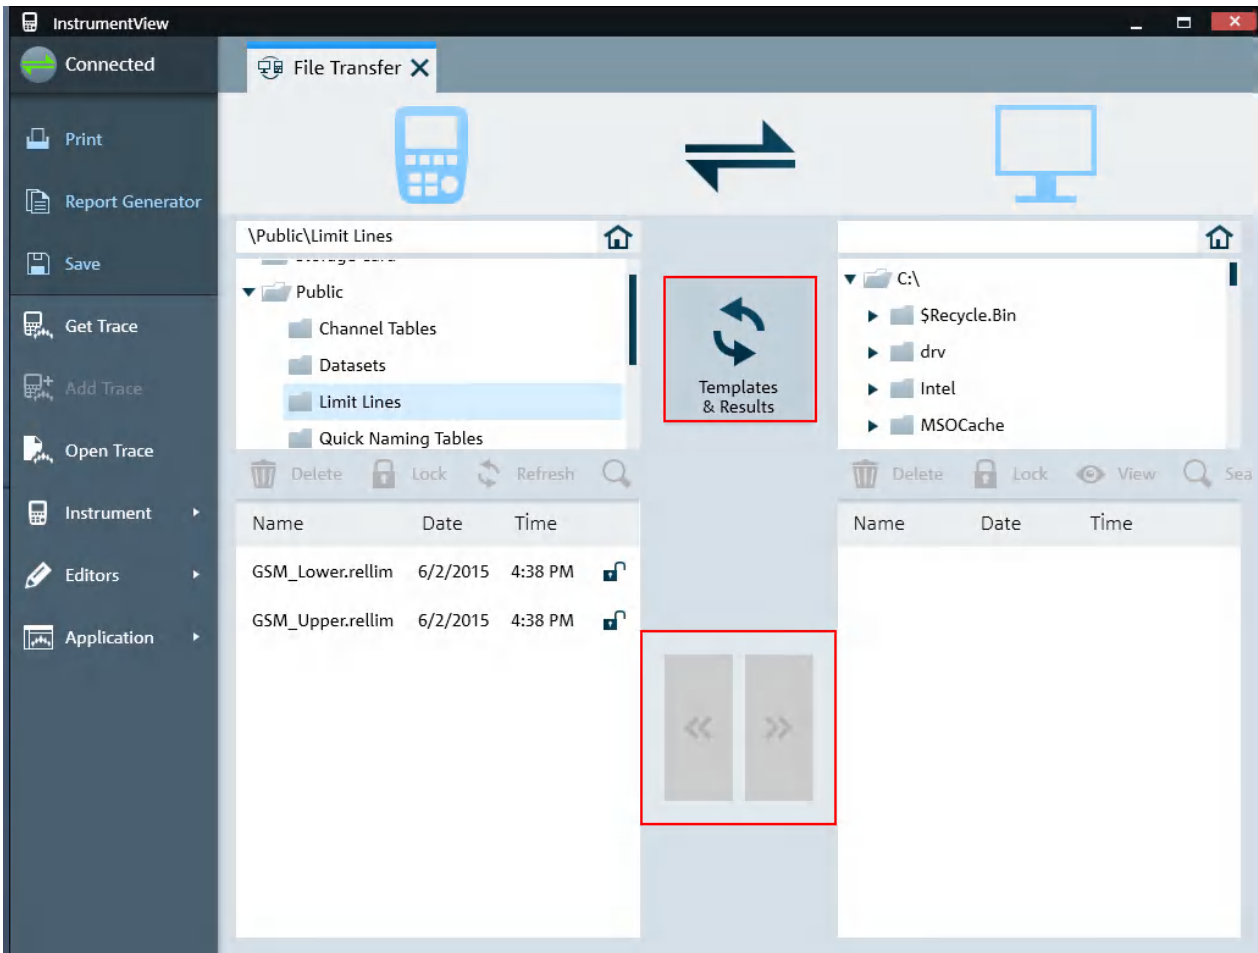 InstrumentView
Connected
File Transfer
Print
Report Generator
Save
Get Trace
Add Trace
Open Trace
Instrument
Editors
Application
\Public\Limit Lines
Public
Channel Tables
Datasets
Limit Lines
Quick Naming Tables
Delete Lock Refresh
Name Date Time
GSM_Lower.rellim 6/2/2015 4:38 PM
GSM_Upper.rellim 6/2/2015 4:38 PM
Templates
& Results
C:\
$Recycle.Bin
drv
Intel
MSOCache
Delete Lock View Sea
Name Date Time